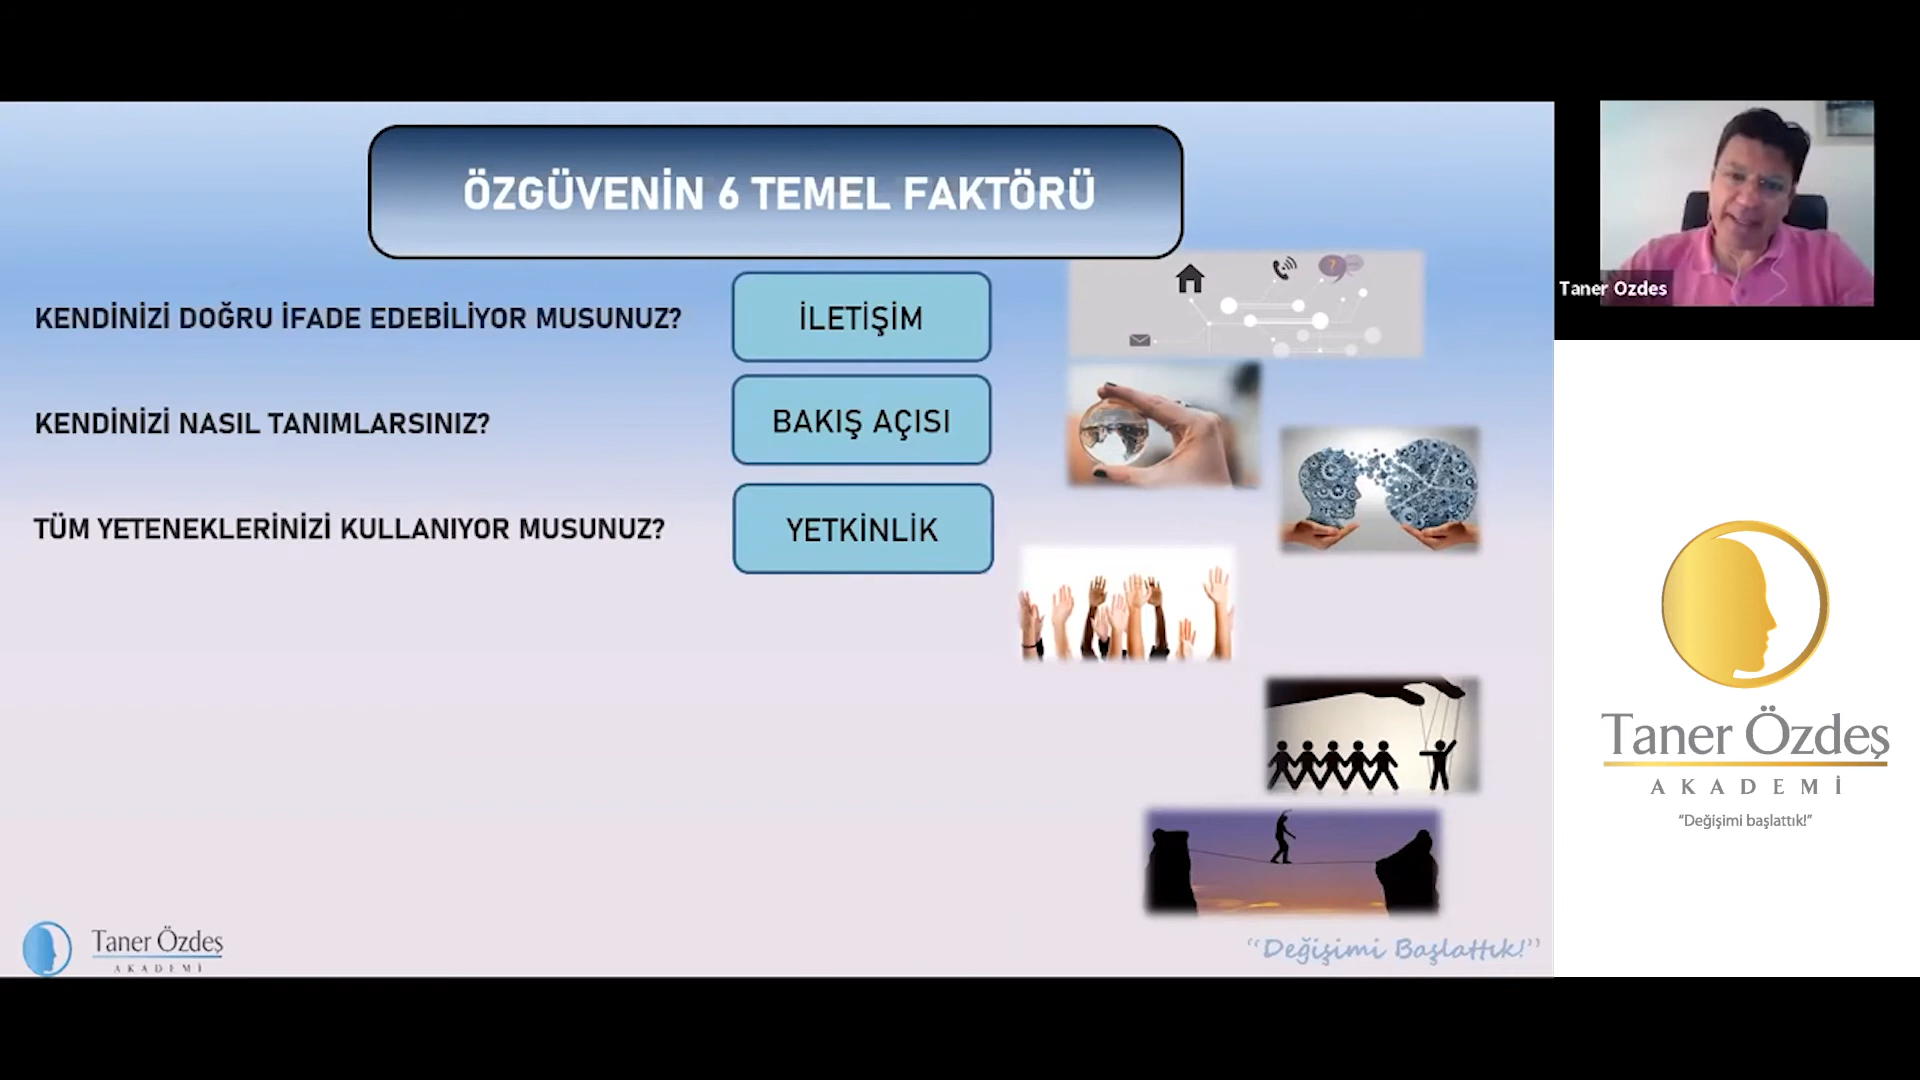 ÖZGÜVENİN 6 TEMEL FAKTÖRÜ
KENDİNİZİ DOĞRU İFADE EDEBİLİYOR MUSUNUZ?
İLETİŞİM
KENDİNİZİ NASIL TANIMLARSINIZ?
BAKIŞ AÇISI
TÜM YETENEKLERİNİZİ KULLANIYOR MUSUNUZ?
YETKİNLİK
?
Taner Özdeş
AKADEMİ
“Değişimi Başlattık!”
Taner Ozdes
Taner Özdeş
AKADEMİ
“Değişimi başlattık!”